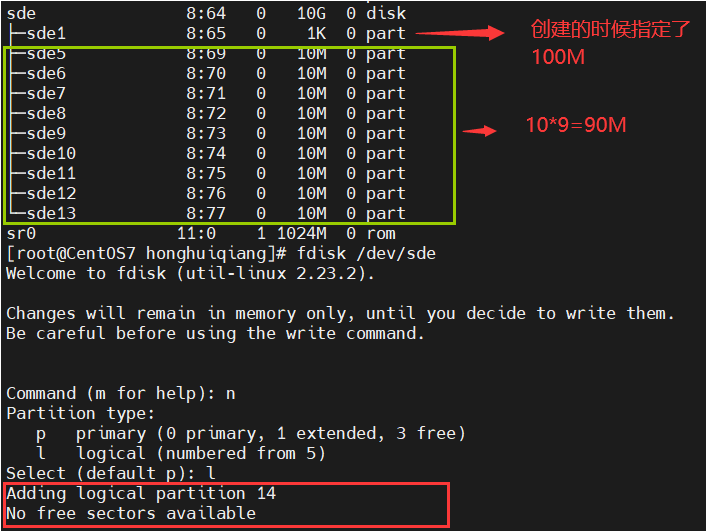 sde 8:64 0 10G 0 disk
├─sde1 8:65 0 1K 0 part
创建的时候指定了
100M
├─sde5 8:69 0 10M 0 part
├─sde6 8:70 0 10M 0 part
├─sde7 8:71 0 10M 0 part
├─sde8 8:72 0 10M 0 part
├─sde9 8:73 0 10M 0 part
├─sde10 8:74 0 10M 0 part
├─sde11 8:75 0 10M 0 part
├─sde12 8:76 0 10M 0 part
└─sde13 8:77 0 10M 0 part
10*9=90M
sr0 11:0 1 1024M 0 rom
[root@CentOS7 honghuiqiang]# fdisk /dev/sde
Welcome to fdisk (util-linux 2.23.2).
Changes will remain in memory only, until you decide to write them.
Be careful before using the write command.
Command (m for help): n
Partition type:
p primary (0 primary, 1 extended, 3 free)
l logical (numbered from 5)
Select (default p): l
Adding logical partition 14
No free sectors available